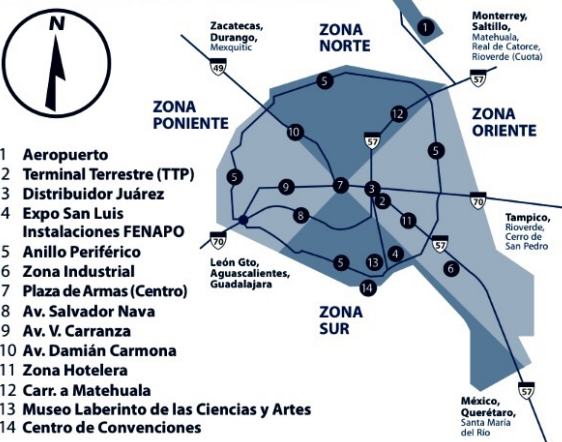 N
Zacatecas,
Durango,
Mexquitic
49
ZONA
NORTE
1
Monterrey,
Saltillo,
Matehuala,
Real de Catorce,
Rioverde (Cuota)
57
5
ZONA
PONIENTE
12
ZONA
ORIENTE
10
57
5
5
9
7
3
2
70
8
11
Tampico,
Rioverde,
Cerro de
San Pedro
70
57
León Gto,
Aguascalientes,
Guadalajara
5
13
4
6
14
ZONA
SUR
57
México,
Querétaro,
Santa María
del Río
1 Aeropuerto
2 Terminal Terrestre (TTP)
3 Distribuidor Juárez
4 Expo San Luis
Instalaciones FENAPO
5 Anillo Periférico
6 Zona Industrial
7 Plaza de Armas (Centro)
8 Av. Salvador Nava
9 Av. V. Carranza
10 Av. Damián Carmona
11 Zona Hotelera
12 Carr. a Matehuala
13 Museo Laberinto de las Ciencias y Artes
14 Centro de Convenciones